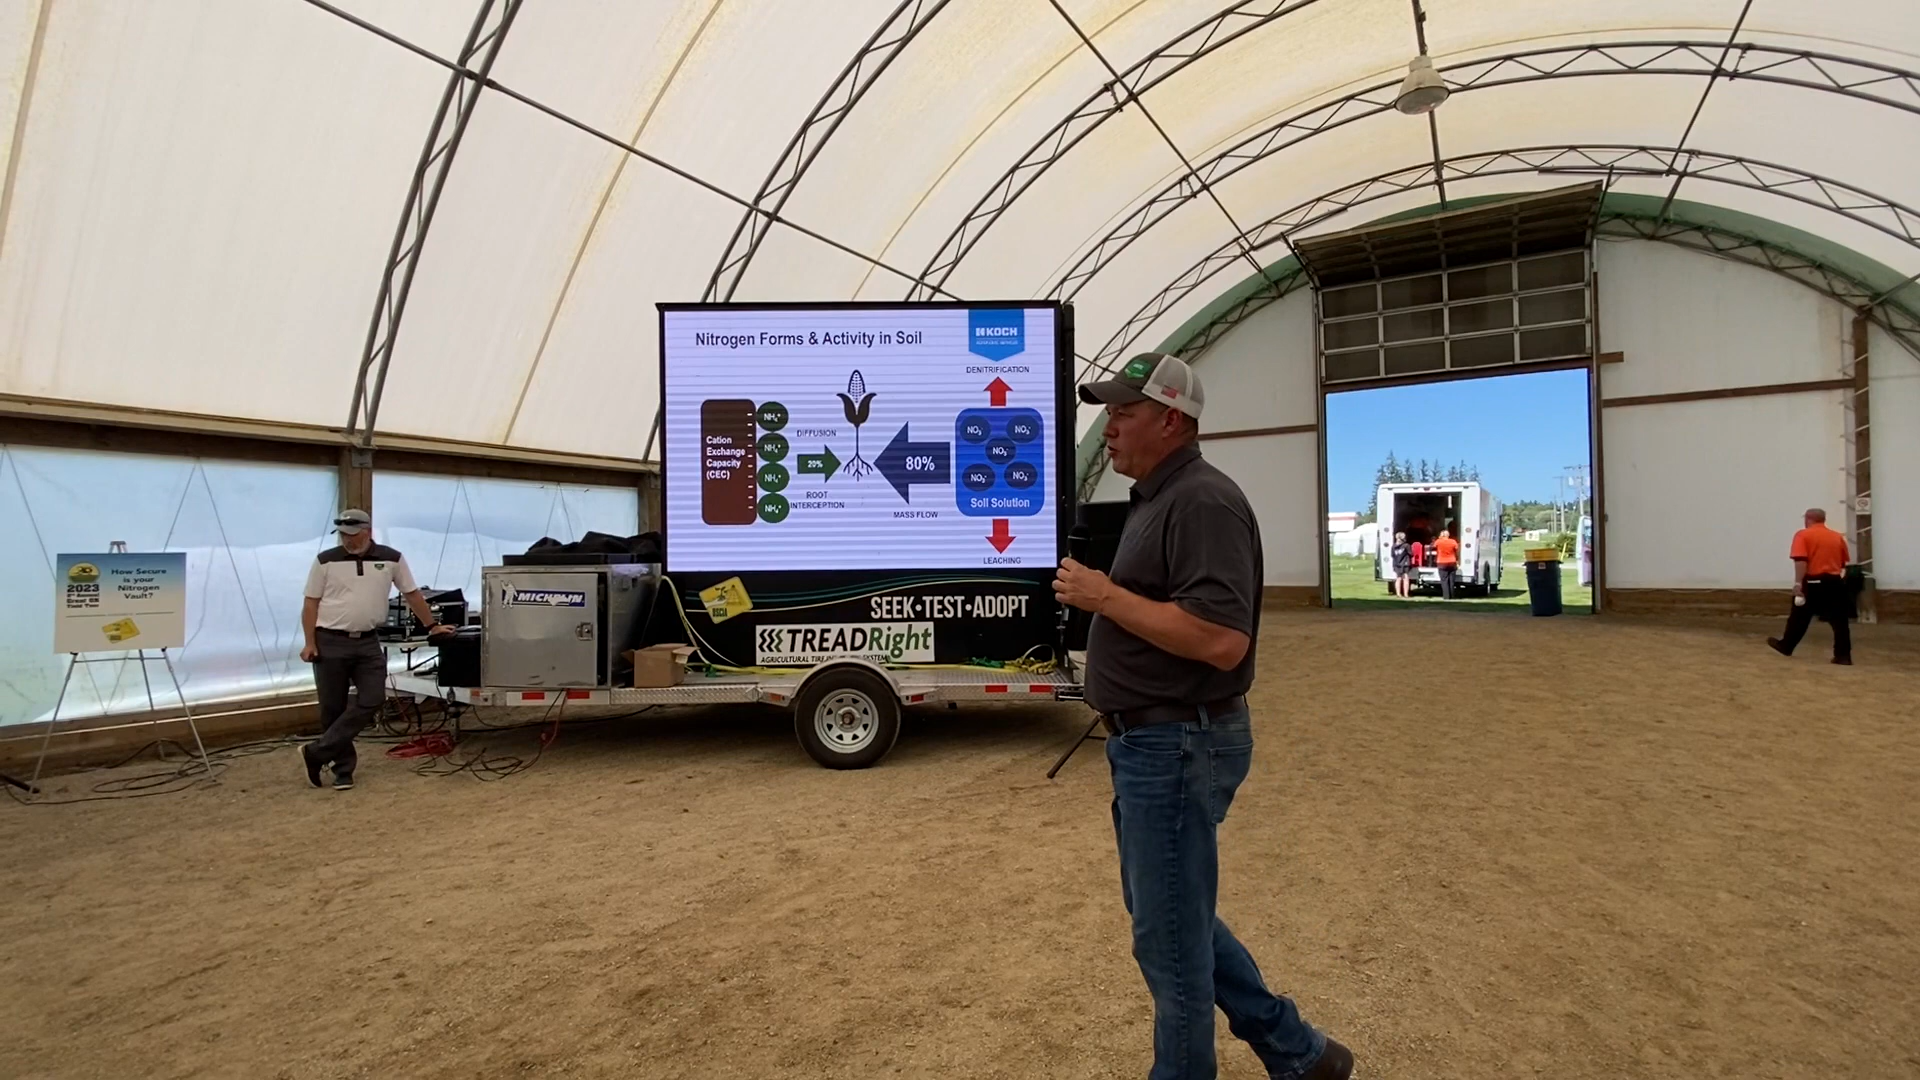 Nitrogen Forms & Activity in Soil
KOCH
DENITRIFICATION
Cation
Exchange
Capacity
(CEC)
NH₄⁺
NH₄⁺
NH₄⁺
NH₄⁺
DIFFUSION
20%
ROOT
INTERCEPTION
80%
MASS FLOW
NO₃⁻
NO₃⁻
NO₃⁻
NO₃⁻
NO₃⁻
Soil Solution
LEACHING
2023
How Secure
is your
Nitrogen
Vault?
MICHELIN
OSCIA
SEEK•TEST•ADOPT
TREADRight